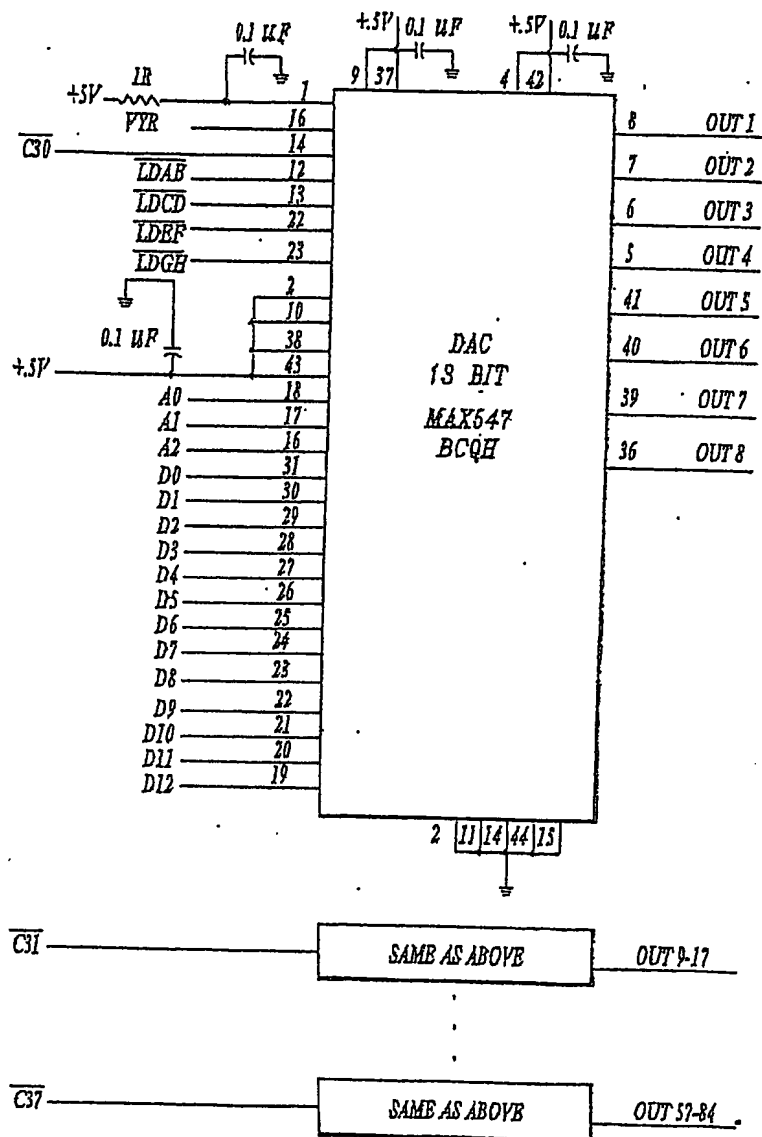 +.5V
0.1 UF
+.5V
0.1 UF
0.1 UF
9 37
4 42
1R
+5V
1
VYR
16
C30
14
LDAB
12
LDCD
13
LDEF
22
LDGH
23
2
10
0.1 UF
38
+.5V
43
A0 18
A1 17
A2 16
D0 31
D1 30
D2 29
D3 28
D4 27
D5 26
D6 25
D7 24
D8 23
D9 22
D10 21
D11 20
D12 19
DAC
13 BIT
MAX547
BCQH
8 OUT 1
7 OUT 2
6 OUT 3
5 OUT 4
41 OUT 5
40 OUT 6
39 OUT 7
36 OUT 8
2 11 14 44 15
C31
SAME AS ABOVE
OUT 9-17
C37
SAME AS ABOVE
OUT 57-84